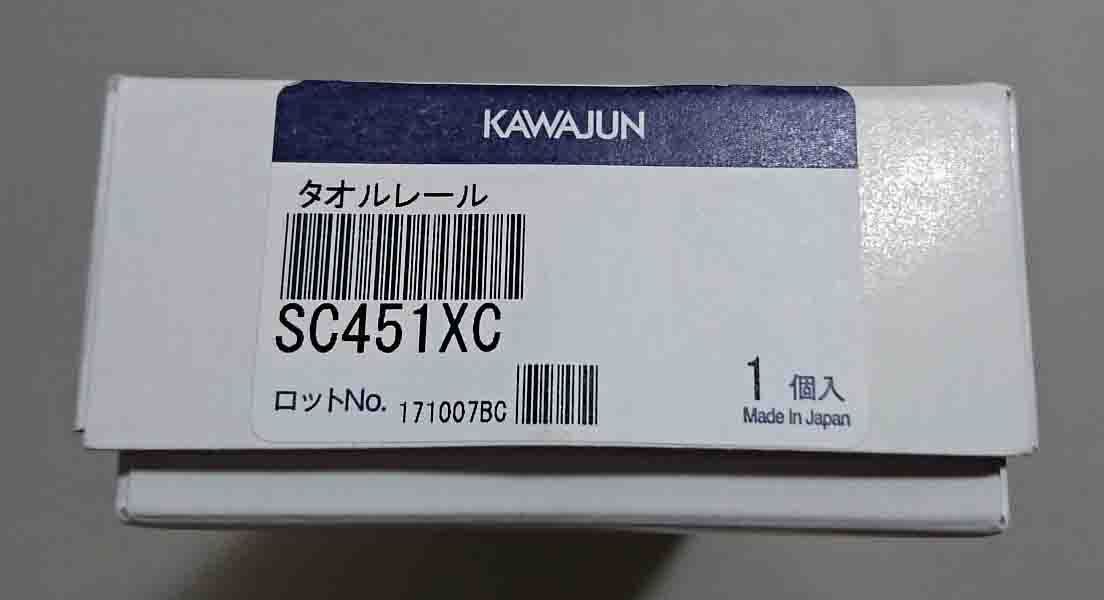 KAWAJUN
タオルレール
SC451XC
ロットNo. 171007BC
1 個入
Made In Japan